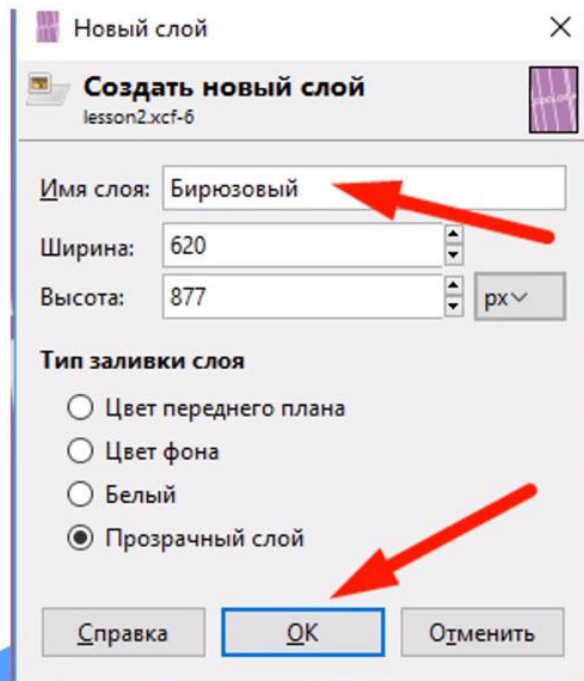 Новый слой
Создать новый слой
lesson2.xcf-6
Имя слоя: Бирюзовый
Ширина: 620
Высота: 877 px
Тип заливки слоя
Цвет переднего плана
Цвет фона
Белый
Прозрачный слой
Справка OK Отменить